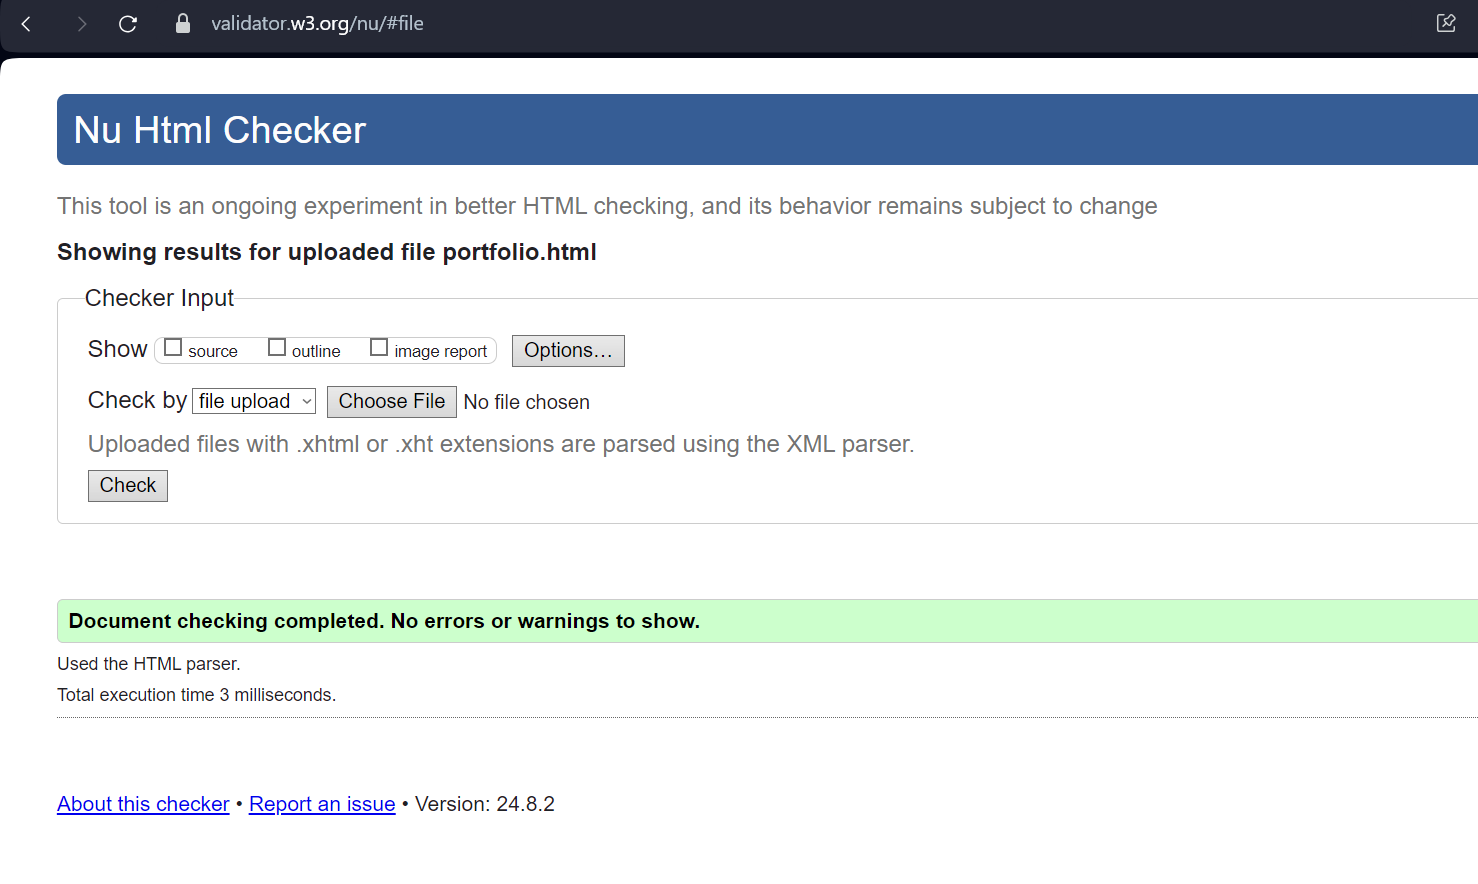 validator.w3.org/nu/#file
Nu Html Checker
This tool is an ongoing experiment in better HTML checking, and its behavior remains subject to change
Showing results for uploaded file portfolio.html
Checker Input
Show source outline image report Options...
Check by file upload Choose File No file chosen
Uploaded files with .xhtml or .xht extensions are parsed using the XML parser.
Check
Document checking completed. No errors or warnings to show.
Used the HTML parser.
Total execution time 3 milliseconds.
About this checker • Report an issue • Version: 24.8.2